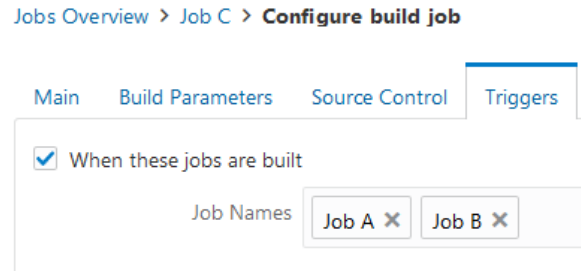 Jobs Overview > Job C > Configure build job
Main Build Parameters Source Control Triggers
When these jobs are built
Job Names Job A × Job B ×